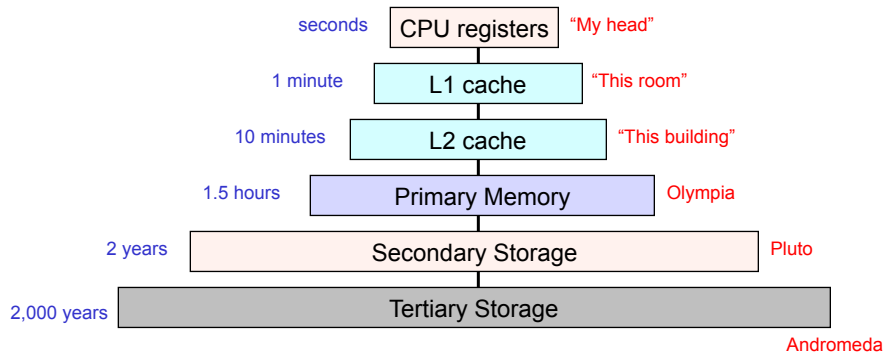 seconds CPU registers “My head”
1 minute L1 cache “This room”
10 minutes L2 cache “This building”
1.5 hours Primary Memory Olympia
2 years Secondary Storage Pluto
2,000 years Tertiary Storage
Andromeda